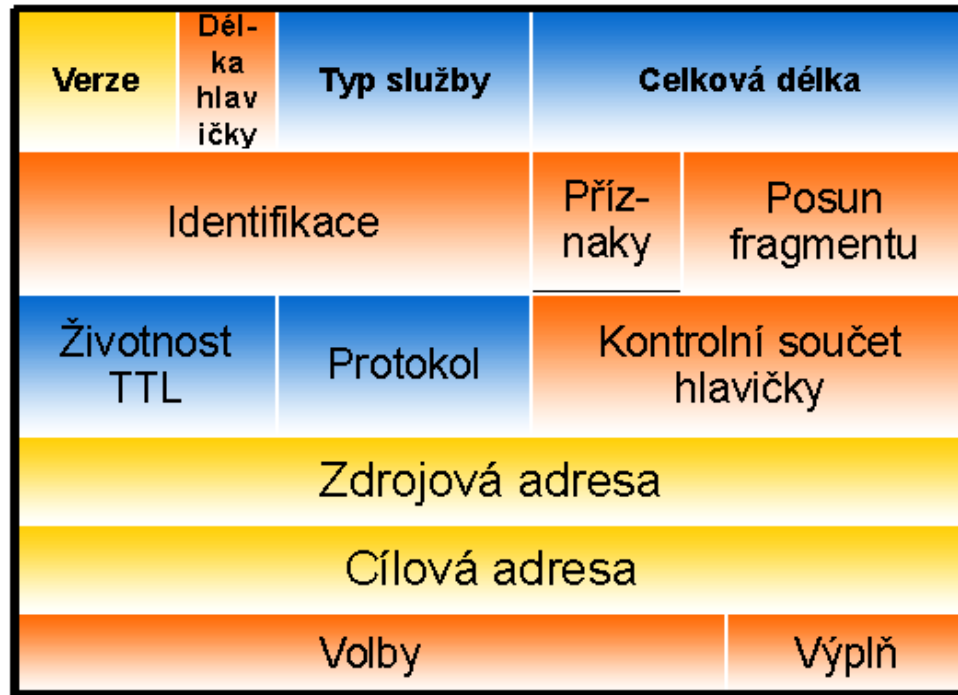 Verze
Dél-
ka
hlav
ičky
Typ služby
Celková délka
Identifikace
Příz-
naky
Posun
fragmentu
Životnost
TTL
Protokol
Kontrolní součet
hlavičky
Zdrojová adresa
Cílová adresa
Volby
Výplň